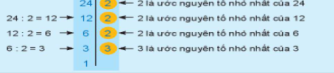 24 2 2 là ước nguyên tố nhỏ nhất của 24
24 : 2 = 12 12 2 2 là ước nguyên tố nhỏ nhất của 12
12 : 2 = 6 6 2 2 là ước nguyên tố nhỏ nhất của 6
6 : 2 = 3 3 3 3 là ước nguyên tố nhỏ nhất của 3
1